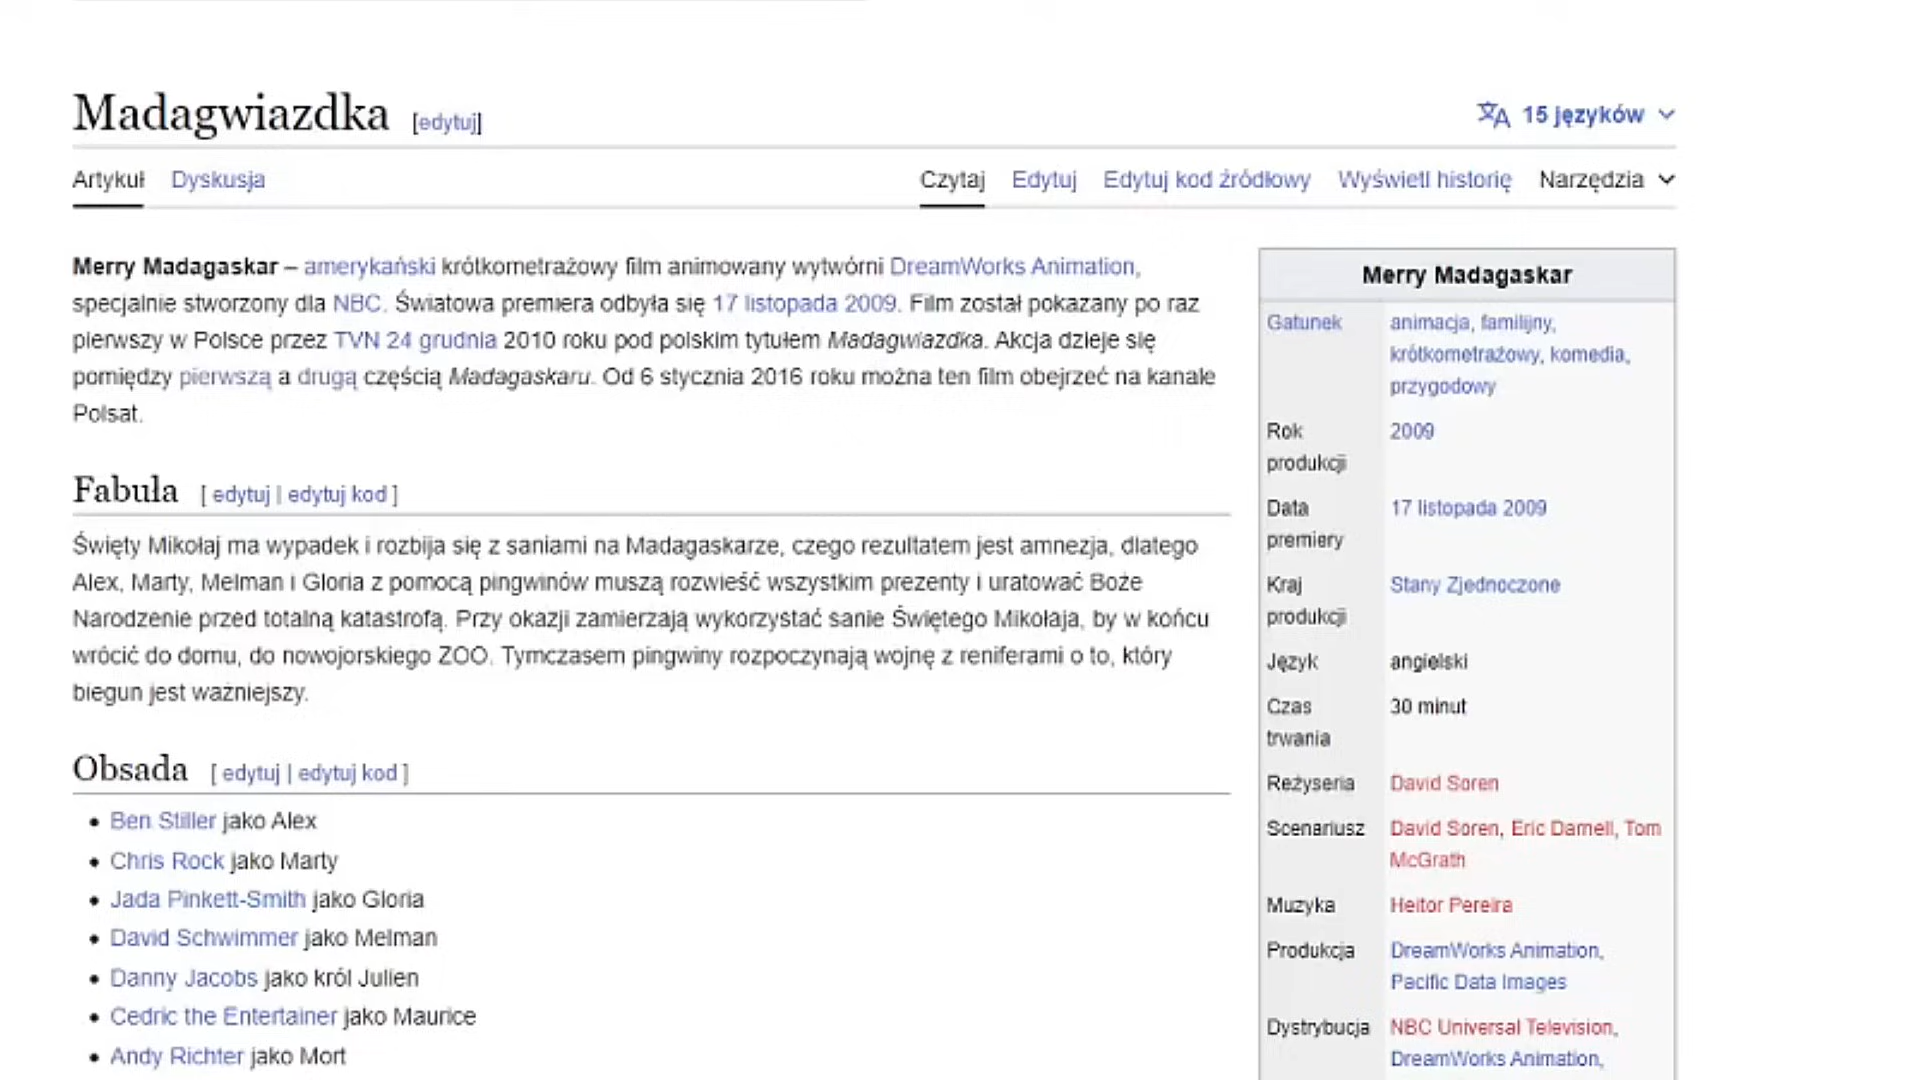 Madagwiazdka [edytuj]
15 języków
Artykuł Dyskusja
Czytaj Edytuj Edytuj kod źródłowy Wyświetl historię Narzędzia
Merry Madagaskar – amerykański krótkometrażowy film animowany wytwórni DreamWorks Animation,
specjalnie stworzony dla NBC. Światowa premiera odbyła się 17 listopada 2009. Film został pokazany po raz
pierwszy w Polsce przez TVN 24 grudnia 2010 roku pod polskim tytułem Madagwiazdka. Akcja dzieje się
pomiędzy pierwszą a drugą częścią Madagaskaru. Od 6 stycznia 2016 roku można ten film obejrzeć na kanale
Polsat.
Fabuła [ edytuj | edytuj kod ]
Święty Mikołaj ma wypadek i rozbija się z saniami na Madagaskarze, czego rezultatem jest amnezja, dlatego
Alex, Marty, Melman i Gloria z pomocą pingwinów muszą rozwieść wszystkim prezenty i uratować Boże
Narodzenie przed totalną katastrofą. Przy okazji zamierzają wykorzystać sanie Świętego Mikołaja, by w końcu
wrócić do domu, do nowojorskiego ZOO. Tymczasem pingwiny rozpoczynają wojnę z reniferami o to, który
biegun jest ważniejszy.
Obsada [ edytuj | edytuj kod ]
Ben Stiller jako Alex
Chris Rock jako Marty
Jada Pinkett-Smith jako Gloria
David Schwimmer jako Melman
Danny Jacobs jako król Julien
Cedric the Entertainer jako Maurice
Andy Richter jako Mort
Merry Madagaskar
Gatunek animacja, familijny,
krótkometrażowy, komedia,
przygodowy
Rok 2009
produkcji
Data 17 listopada 2009
premiery
Kraj Stany Zjednoczone
produkcji
Język angielski
Czas 30 minut
trwania
Reżyseria David Soren
Scenariusz David Soren, Eric Darnell, Tom
McGrath
Muzyka Heitor Pereira
Produkcja DreamWorks Animation,
Pacific Data Images
Dystrybucja NBC Universal Television,
DreamWorks Animation,